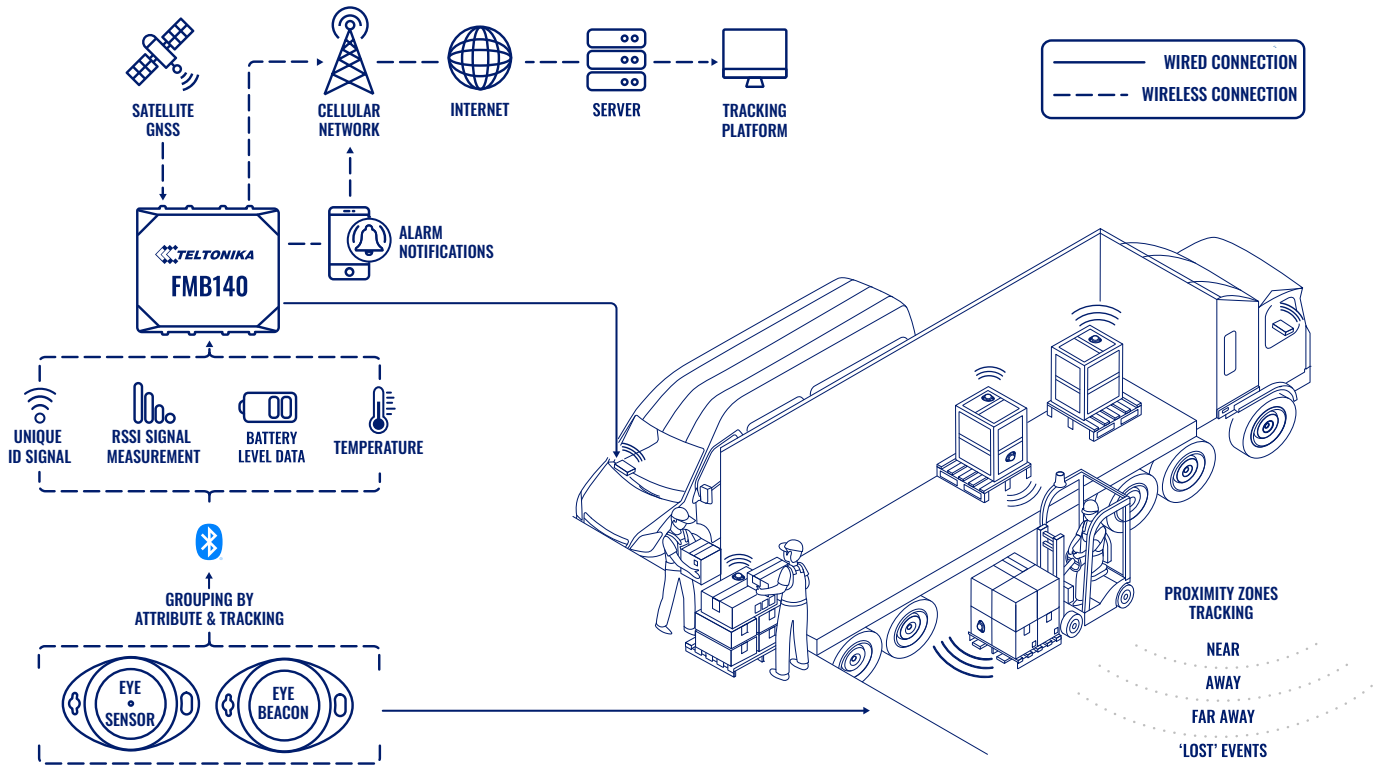 SATELLITE
GNSS
CELLULAR
NETWORK
INTERNET
SERVER
TRACKING
PLATFORM
WIRED CONNECTION
WIRELESS CONNECTION
TELTONIKA
FMB140
ALARM
NOTIFICATIONS
UNIQUE
ID SIGNAL
RSSI SIGNAL
MEASUREMENT
BATTERY
LEVEL DATA
TEMPERATURE
GROUPING BY
ATTRIBUTE & TRACKING
EYE
SENSOR
EYE
BEACON
PROXIMITY ZONES
TRACKING
NEAR
AWAY
FAR AWAY
‘LOST’ EVENTS